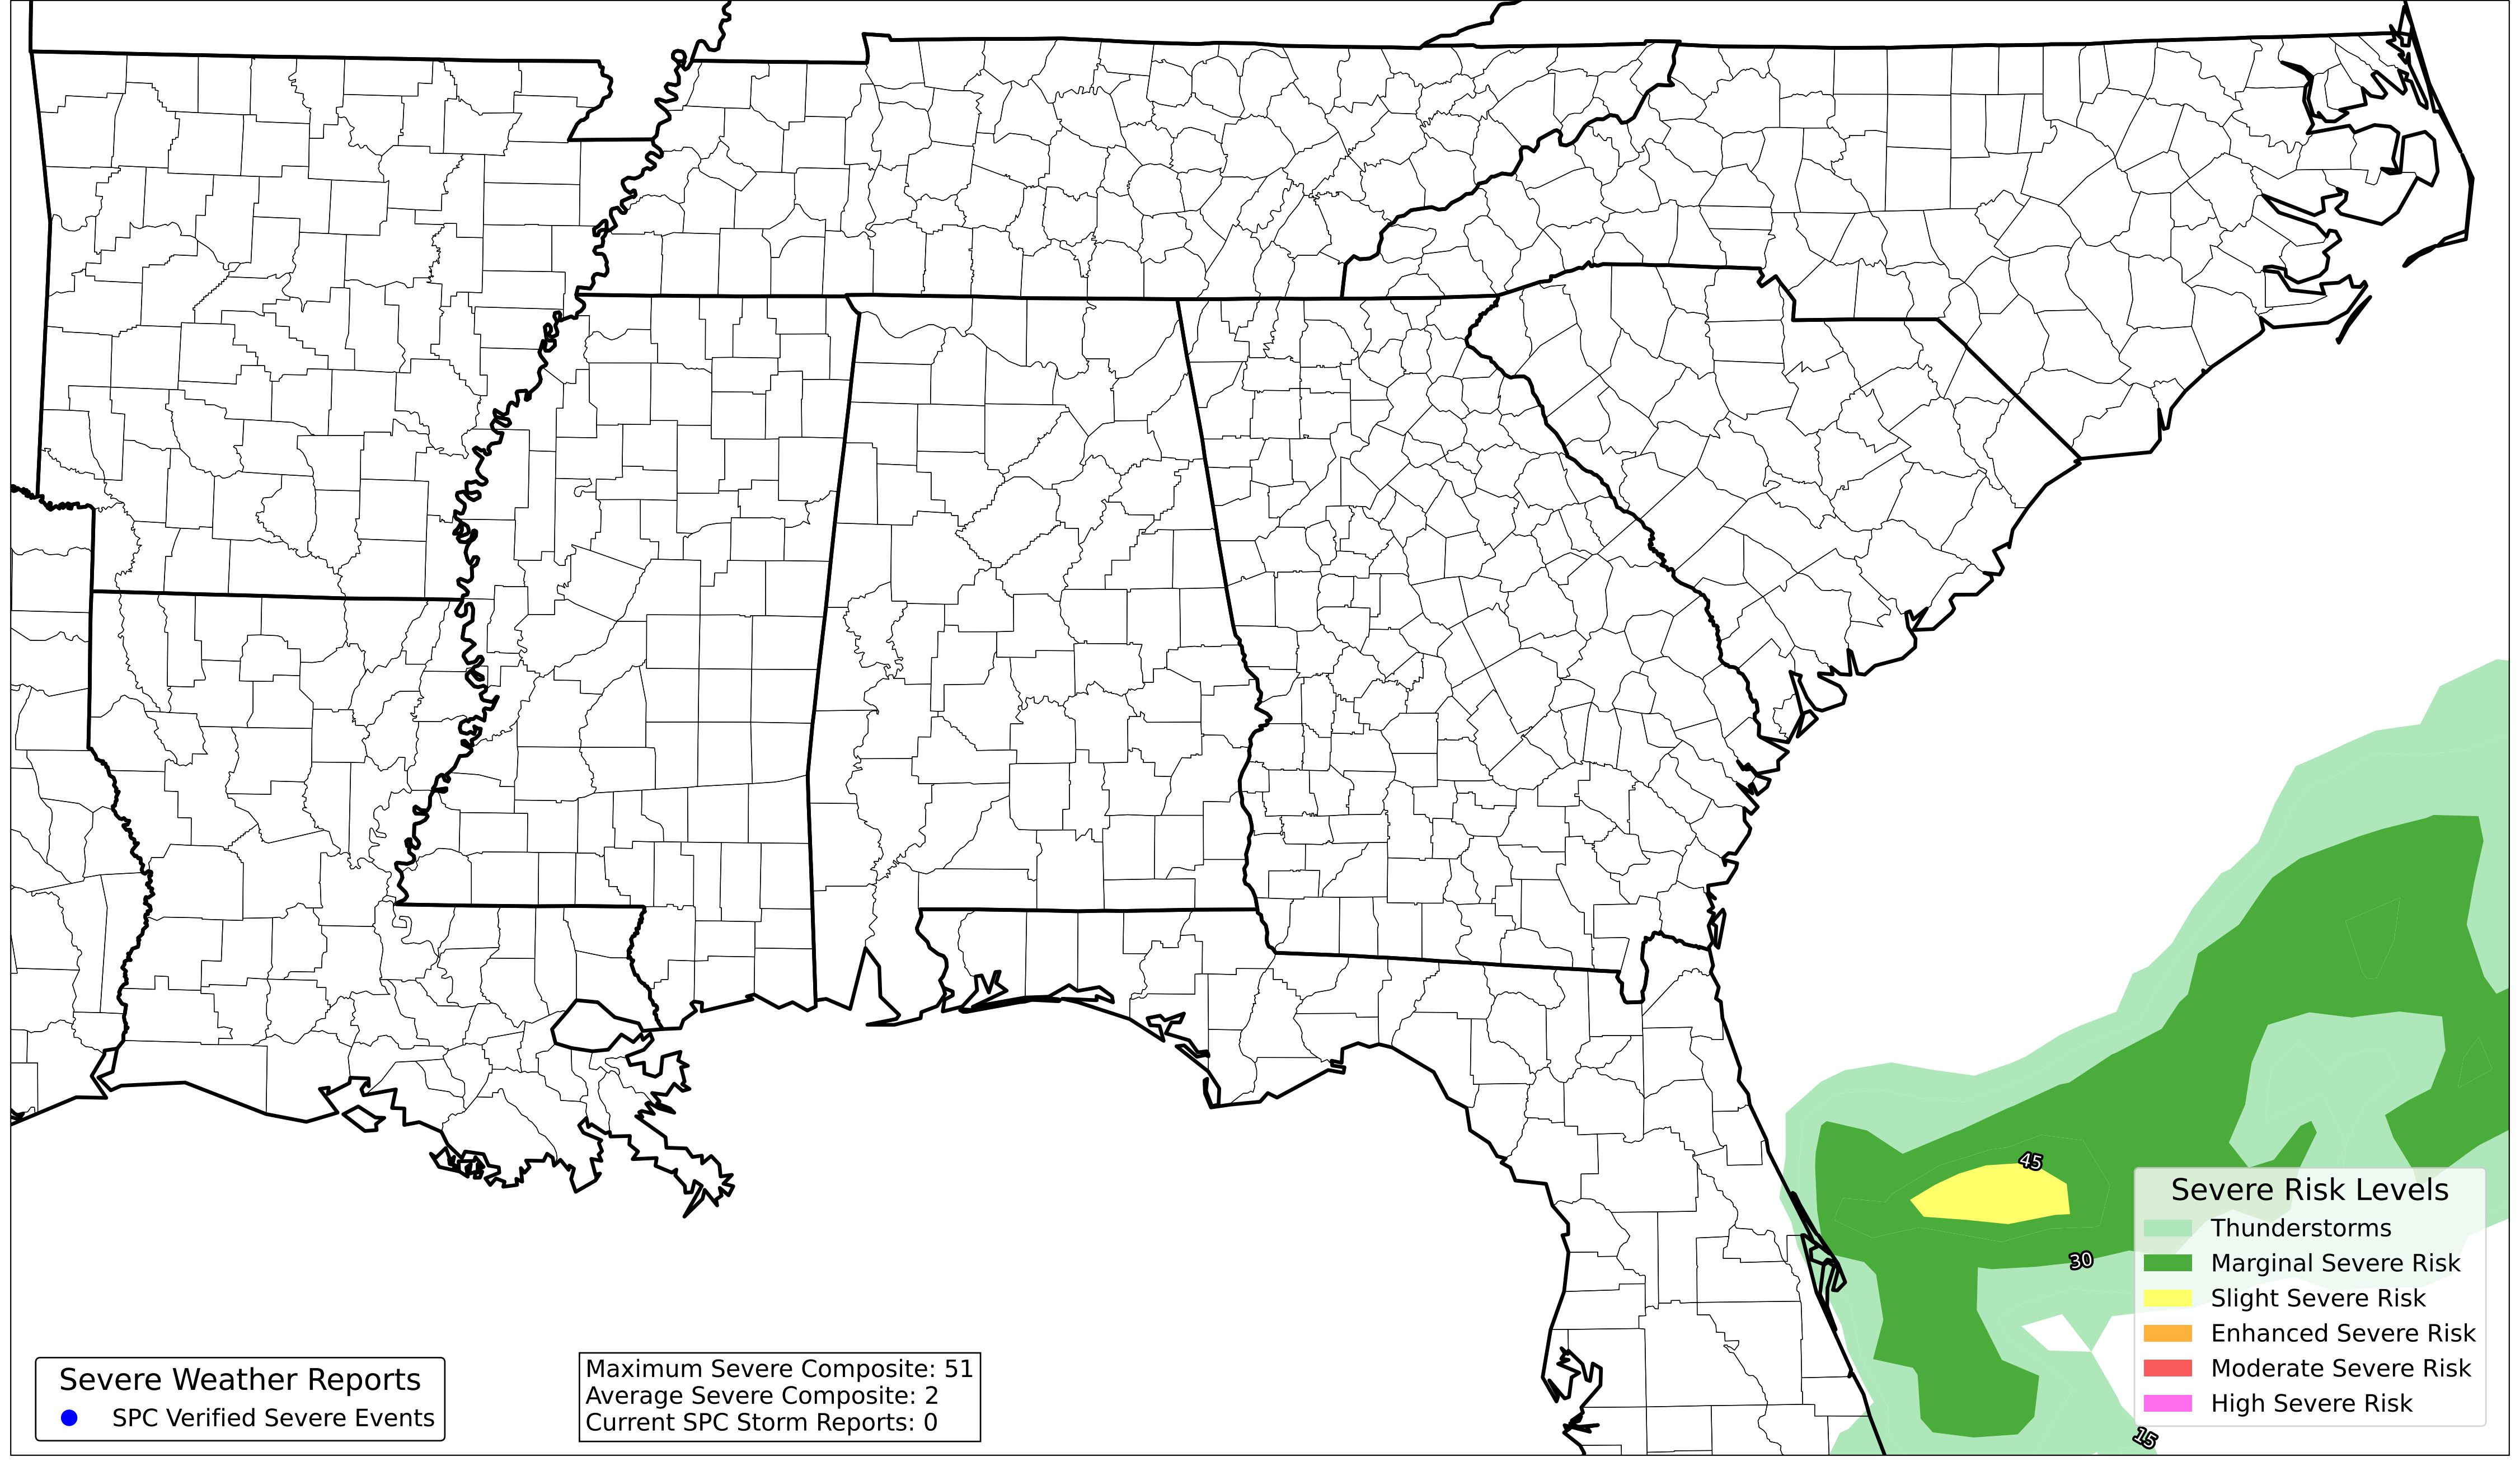 45
30
15
Severe Risk Levels
Thunderstorms
Marginal Severe Risk
Slight Severe Risk
Enhanced Severe Risk
Moderate Severe Risk
High Severe Risk
Severe Weather Reports
SPC Verified Severe Events
Maximum Severe Composite: 51
Average Severe Composite: 2
Current SPC Storm Reports: 0